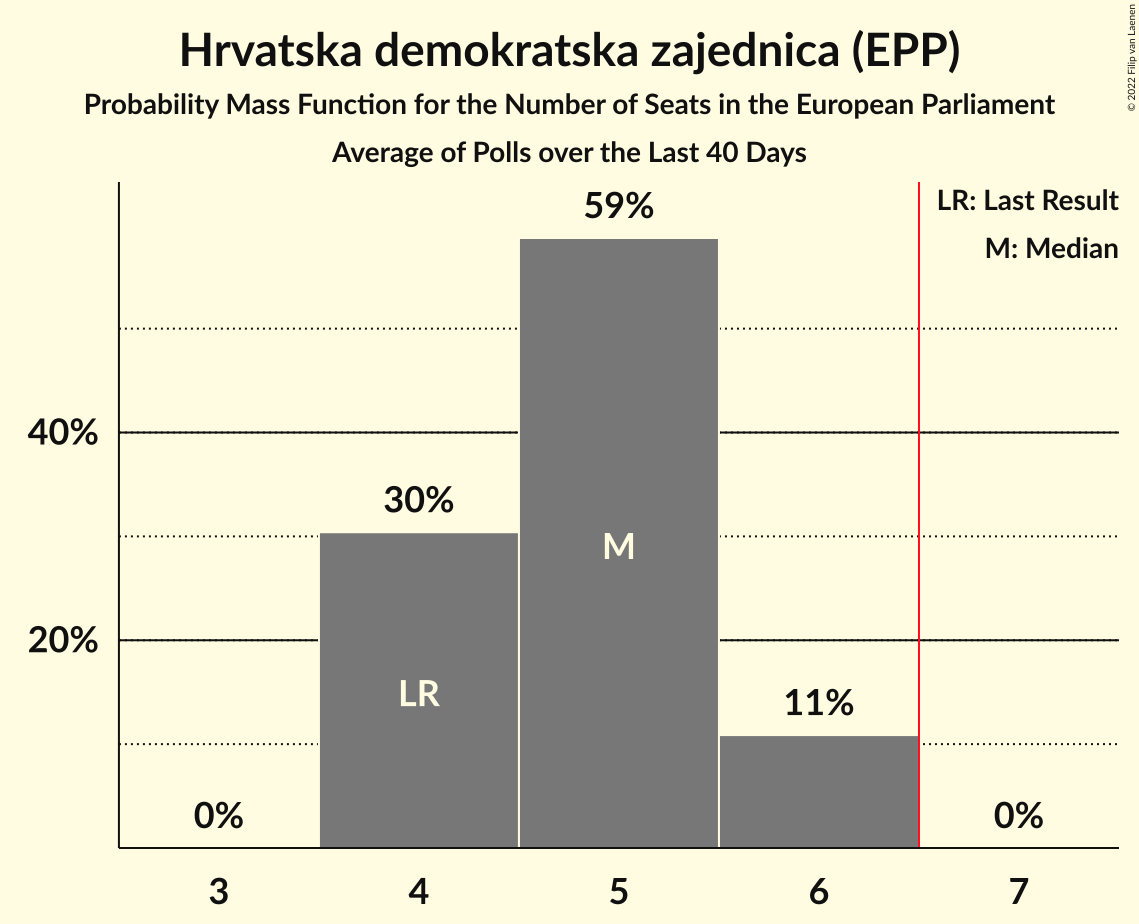 Hrvatska demokratska zajednica (EPP)
Probability Mass Function for the Number of Seats in the European Parliament
Average of Polls over the Last 40 Days
© 2022 Filip van Laenen
LR: Last Result
M: Median
59%
40%
30%
M
20%
LR
11%
0%
0%
3
4
5
6
7